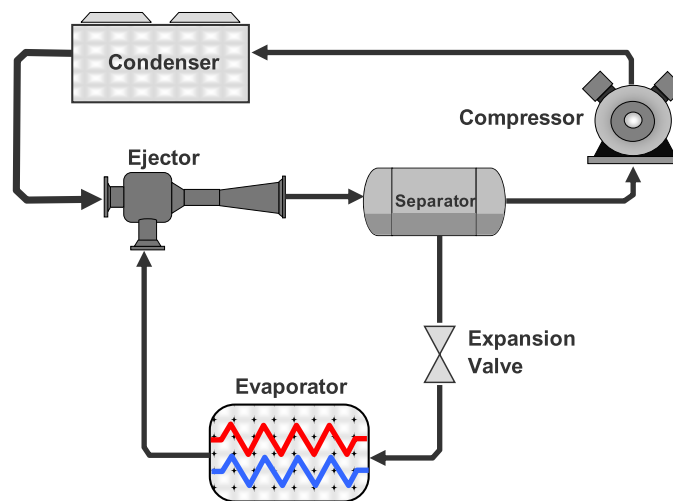 Condenser
Compressor
Ejector
Separator
Expansion
Valve
Evaporator